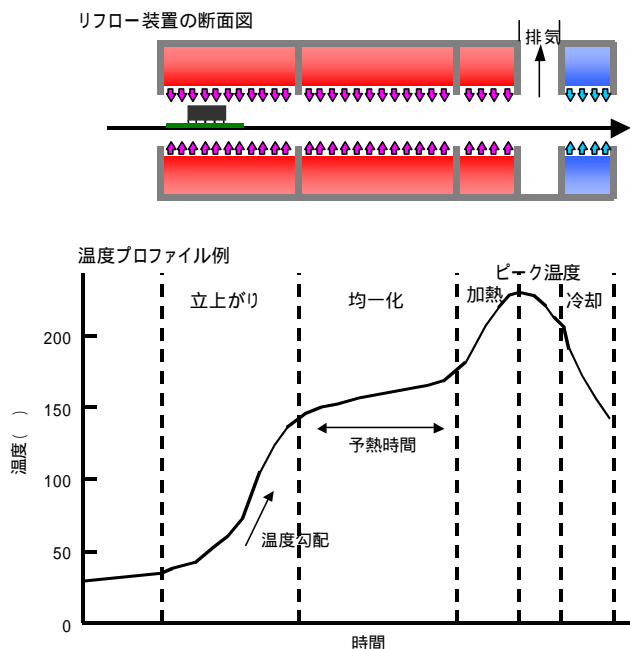 リフロー装置の断面図
排気
温度プロファイル例
ピーク温度
立上がり
均一化
加熱
冷却
200
150
予熱時間
100
温度勾配
50
0
温度( )
時間